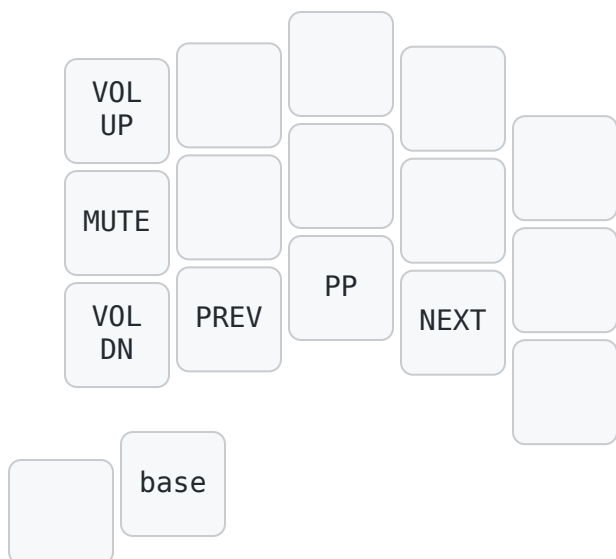 VOL
UP
MUTE
VOL
DN
PREV
PP
NEXT
base